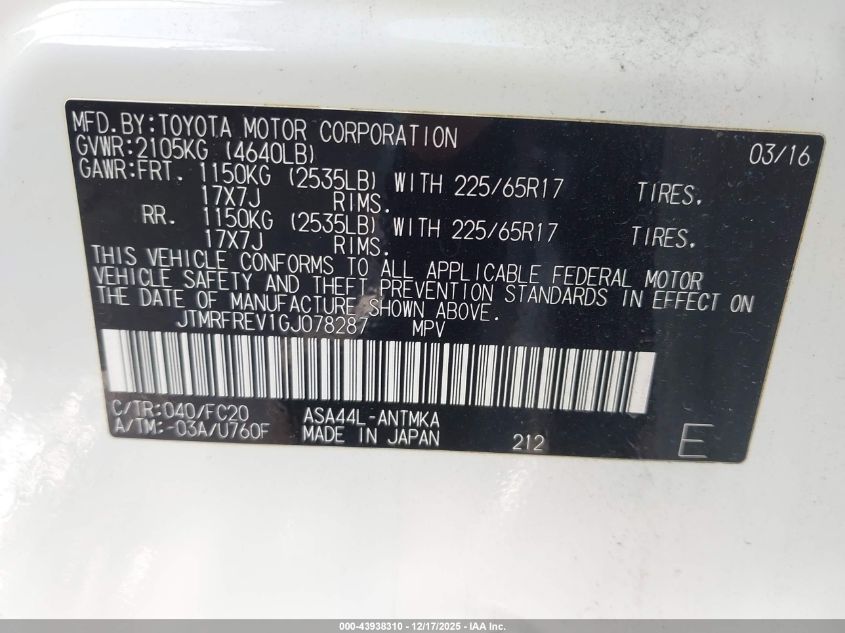 MFD.BY:TOYOTA MOTOR CORPORATION 03/16
GVWR:2105KG (4640LB)
GAWR:FRT. 1150KG (2535LB) WITH 225/65R17 TIRES.
17X7J RIMS.
RR. 1150KG (2535LB) WITH 225/65R17 TIRES.
17X7J RIMS.
THIS VEHICLE CONFORMS TO ALL APPLICABLE FEDERAL MOTOR
VEHICLE SAFETY AND THEFT PREVENTION STANDARDS IN EFFECT ON
THE DATE OF MANUFACTURE SHOWN ABOVE.
JTMRFREV1GJ078287 MPV
C/TR:040/FC20 ASA44L-ANTMKA
A/TM:-03A/U760F MADE IN JAPAN 212 E
000-43938310 - 12/17/2025 - IAA Inc.